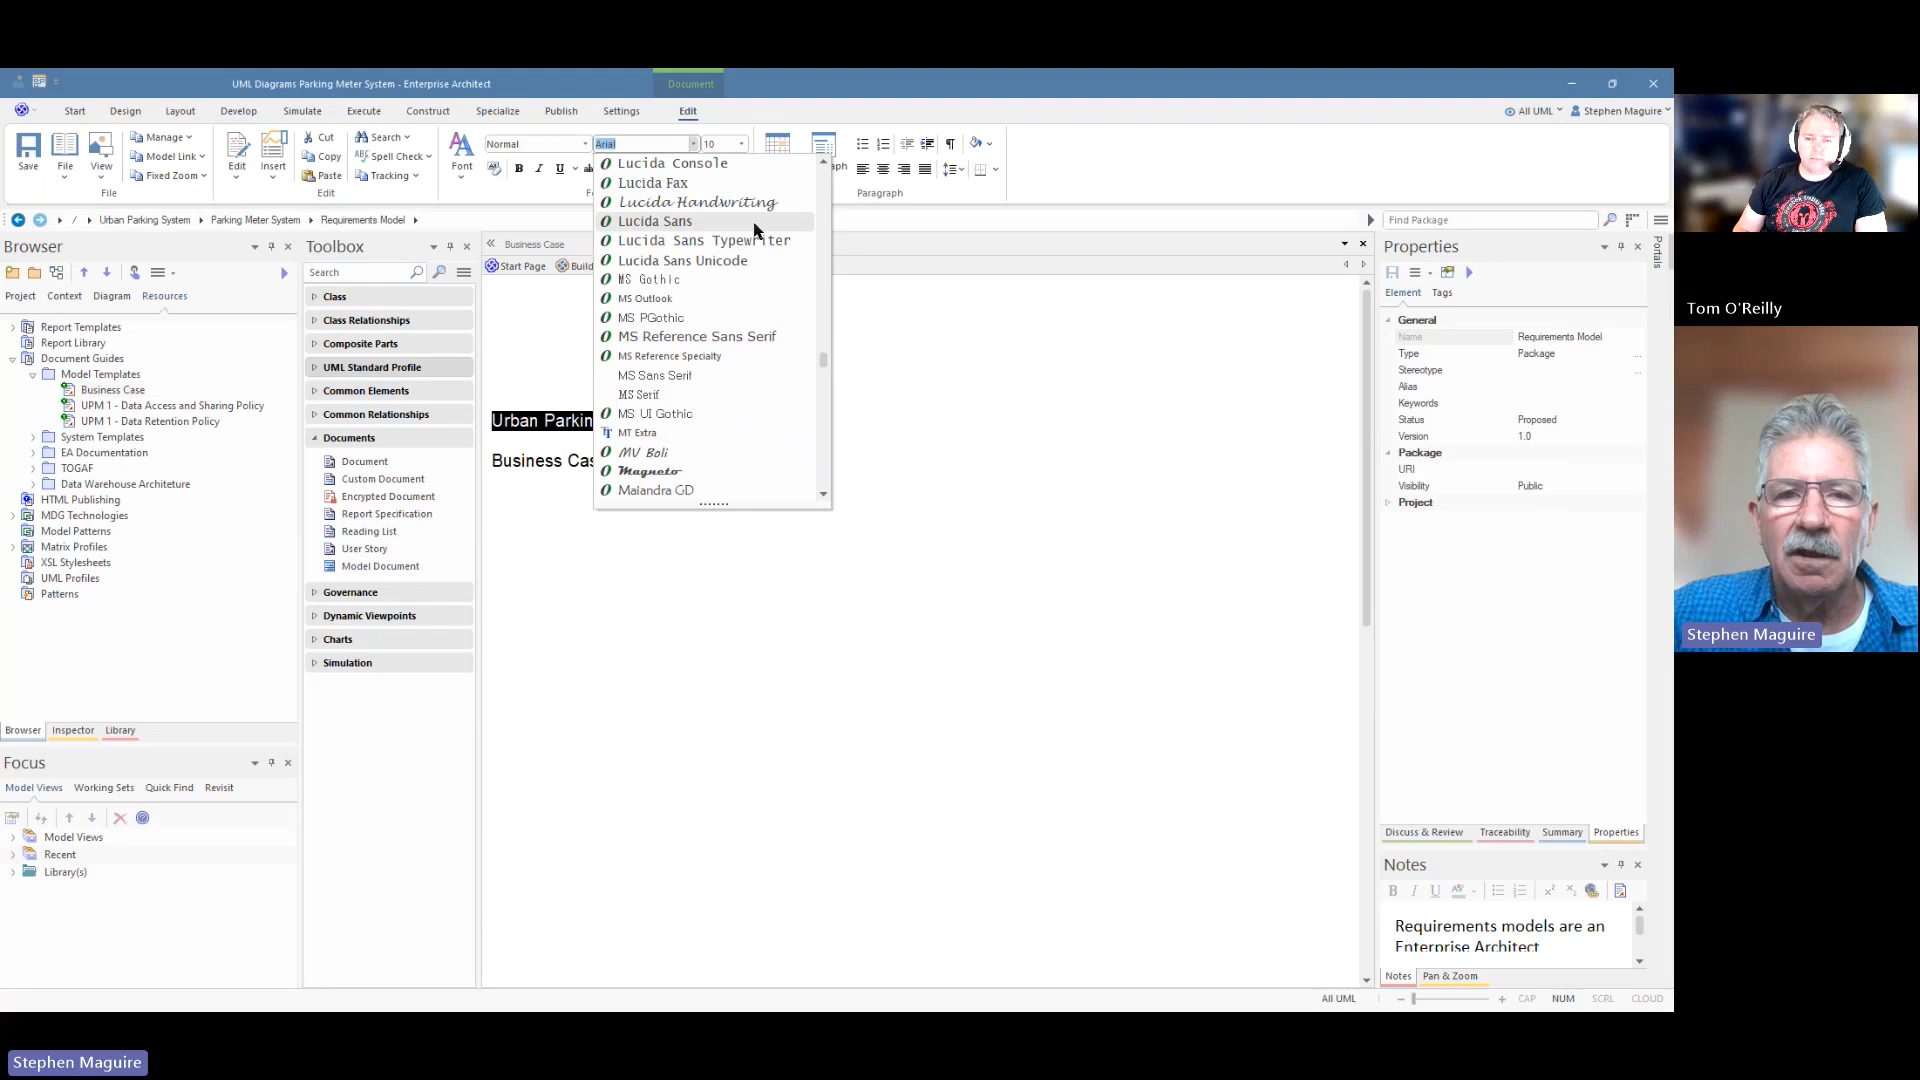 UML Diagrams Parking Meter System - Enterprise Architect
Document
Start Design Layout Develop Simulate Execute Construct Specialize Publish Settings Edit
All UML Stephen Maguire
Save File View
Manage
Model Link
Fixed Zoom
File
Edit Insert
Cut
Copy
Paste
Search
Spell Check
Tracking
Edit
Font
Normal Arial 10
B I U
Paragraph
/ Urban Parking System Parking Meter System Requirements Model
Find Package
Browser
Project Context Diagram Resources
Report Templates
Report Library
Document Guides
Model Templates
Business Case
UPM 1 - Data Access and Sharing Policy
UPM 1 - Data Retention Policy
System Templates
EA Documentation
TOGAF
Data Warehouse Architeture
HTML Publishing
MDG Technologies
Model Patterns
Matrix Profiles
XSL Stylesheets
UML Profiles
Patterns
Browser Inspector Library
Focus
Model Views Working Sets Quick Find Revisit
Model Views
Recent
Library(s)
Toolbox
Search
Class
Class Relationships
Composite Parts
UML Standard Profile
Common Elements
Common Relationships
Documents
Document
Custom Document
Encrypted Document
Report Specification
Reading List
User Story
Model Document
Governance
Dynamic Viewpoints
Charts
Simulation
Business Case
Start Page Build
Urban Parkin
Business Cas
Lucida Console
Lucida Fax
Lucida Handwriting
Lucida Sans
Lucida Sans Typewriter
Lucida Sans Unicode
MS Gothic
MS Outlook
MS PGothic
MS Reference Sans Serif
MS Reference Specialty
MS Sans Serif
MS Serif
MS UI Gothic
MT Extra
MV Boli
Magneto
Maiandra GD
Properties
Element Tags
General
Name Requirements Model
Type Package
Stereotype
Alias
Keywords
Status Proposed
Version 1.0
Package
URI
Visibility Public
Project
Discuss & Review Traceability Summary Properties
Notes
B I U
Requirements models are an
Enterprise Architect
Notes Pan & Zoom
All UML CAP NUM SCRL CLOUD
Portals
Tom O'Reilly
Stephen Maguire
Stephen Maguire